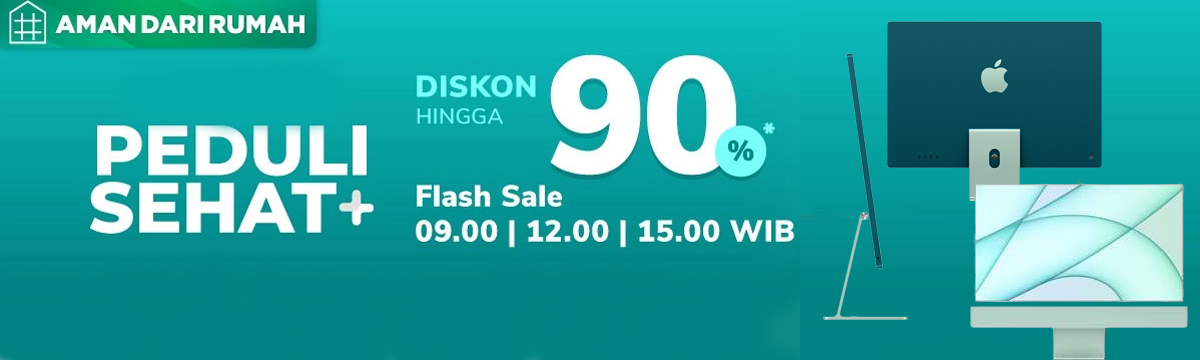 AMAN DARI RUMAH
PEDULI
SEHAT+
DISKON
HINGGA
90%*
Flash Sale
09.00 | 12.00 | 15.00 WIB